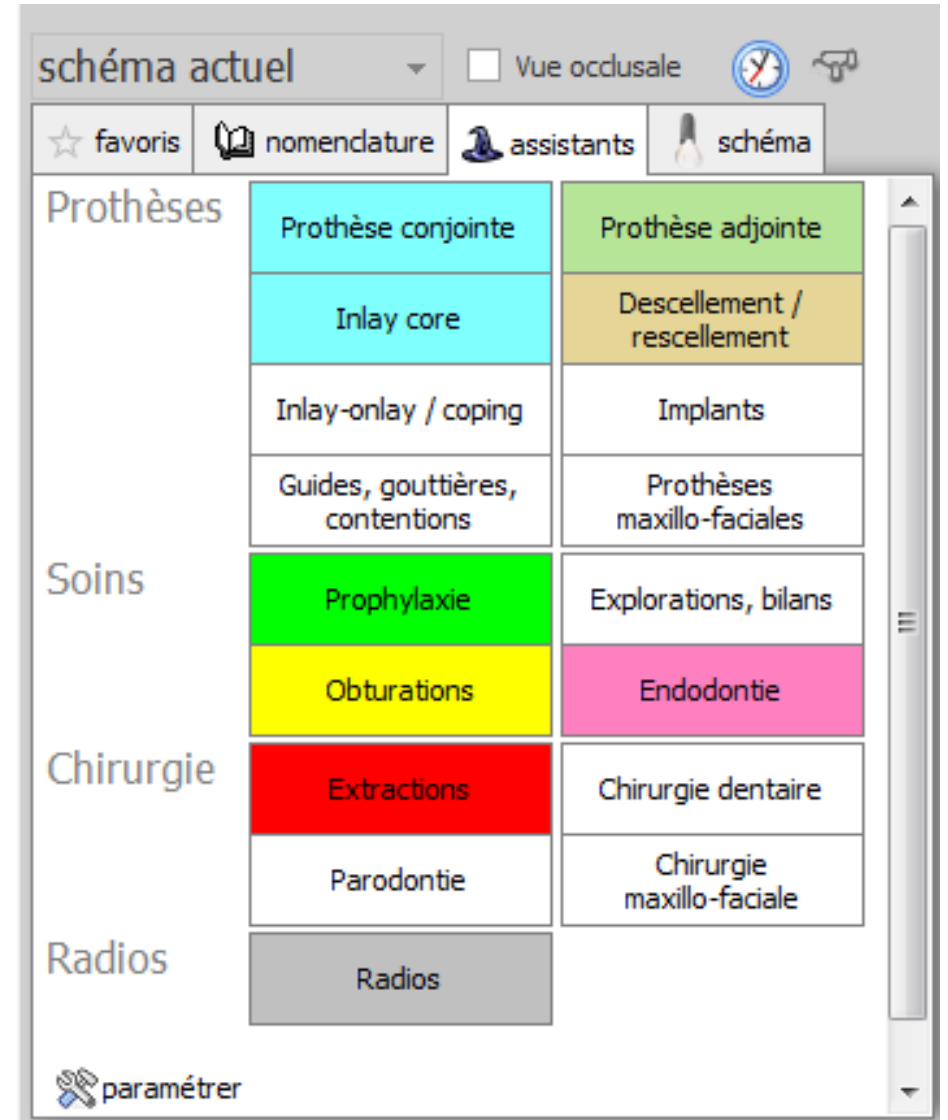 schéma actuel
Vue occlusale
favoris
nomenclature
assistants
schéma
Prothèses
Prothèse conjointe
Prothèse adjointe
Inlay core
Descellement /
rescellement
Inlay-onlay / coping
Implants
Guides, gouttières,
contentions
Prothèses
maxillo-faciales
Soins
Prophylaxie
Explorations, bilans
Obturations
Endodontie
Chirurgie
Extractions
Chirurgie dentaire
Parodontie
Chirurgie
maxillo-faciale
Radios
Radios
paramétrer